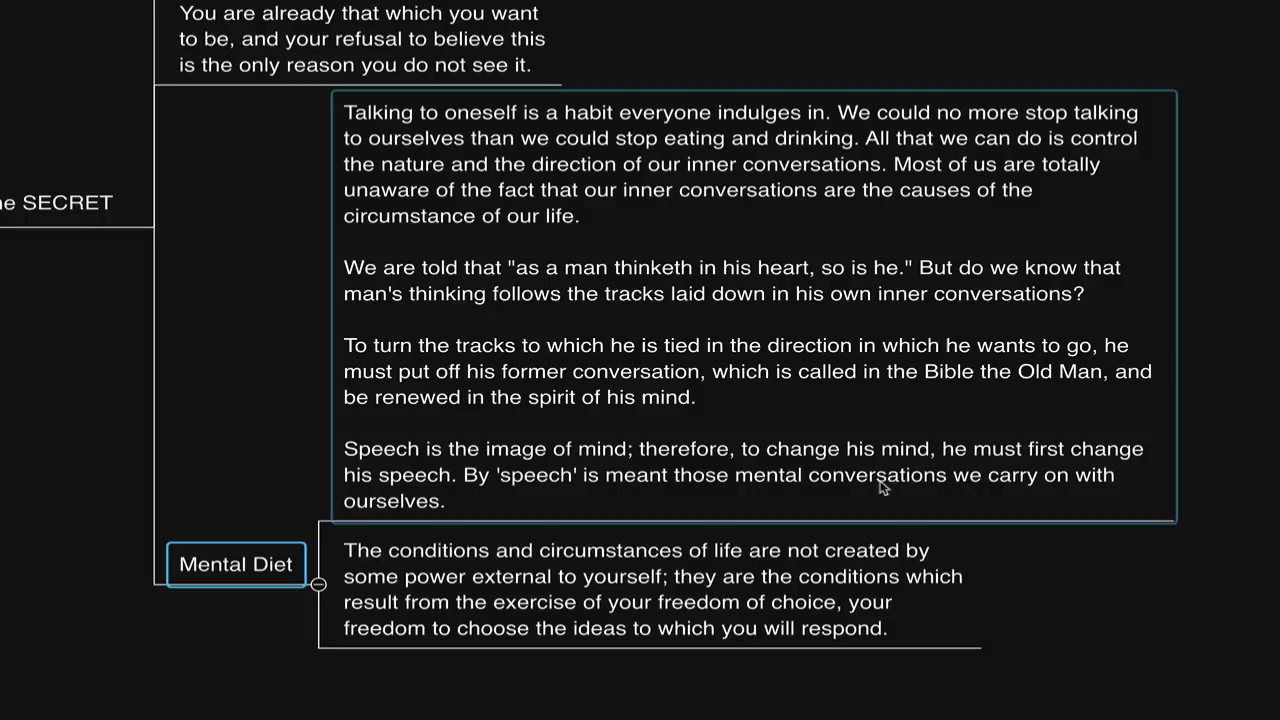 You are already that which you want
to be, and your refusal to believe this
is the only reason you do not see it.
Talking to oneself is a habit everyone indulges in. We could no more stop talking
to ourselves than we could stop eating and drinking. All that we can do is control
the nature and the direction of our inner conversations. Most of us are totally
unaware of the fact that our inner conversations are the causes of the
circumstance of our life.
We are told that "as a man thinketh in his heart, so is he." But do we know that
man's thinking follows the tracks laid down in his own inner conversations?
To turn the tracks to which he is tied in the direction in which he wants to go, he
must put off his former conversation, which is called in the Bible the Old Man, and
be renewed in the spirit of his mind.
Speech is the image of mind; therefore, to change his mind, he must first change
his speech. By 'speech' is meant those mental conversations we carry on with
ourselves.
SECRET
Mental Diet
The conditions and circumstances of life are not created by
some power external to yourself; they are the conditions which
result from the exercise of your freedom of choice, your
freedom to choose the ideas to which you will respond.